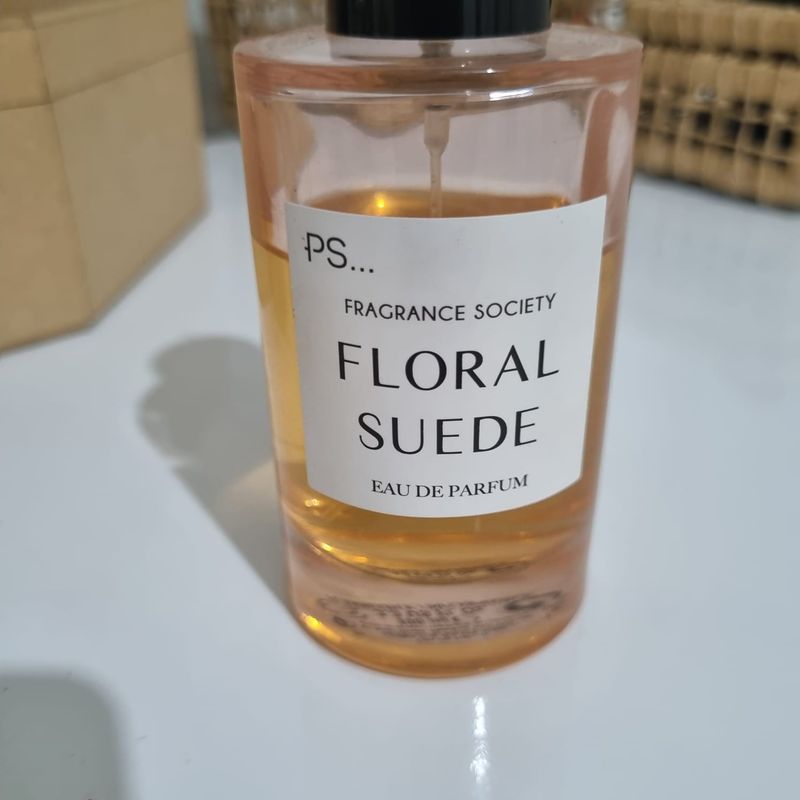 PS...
FRAGRANCE SOCIETY
FLORAL
SUEDE
EAU DE PARFUM